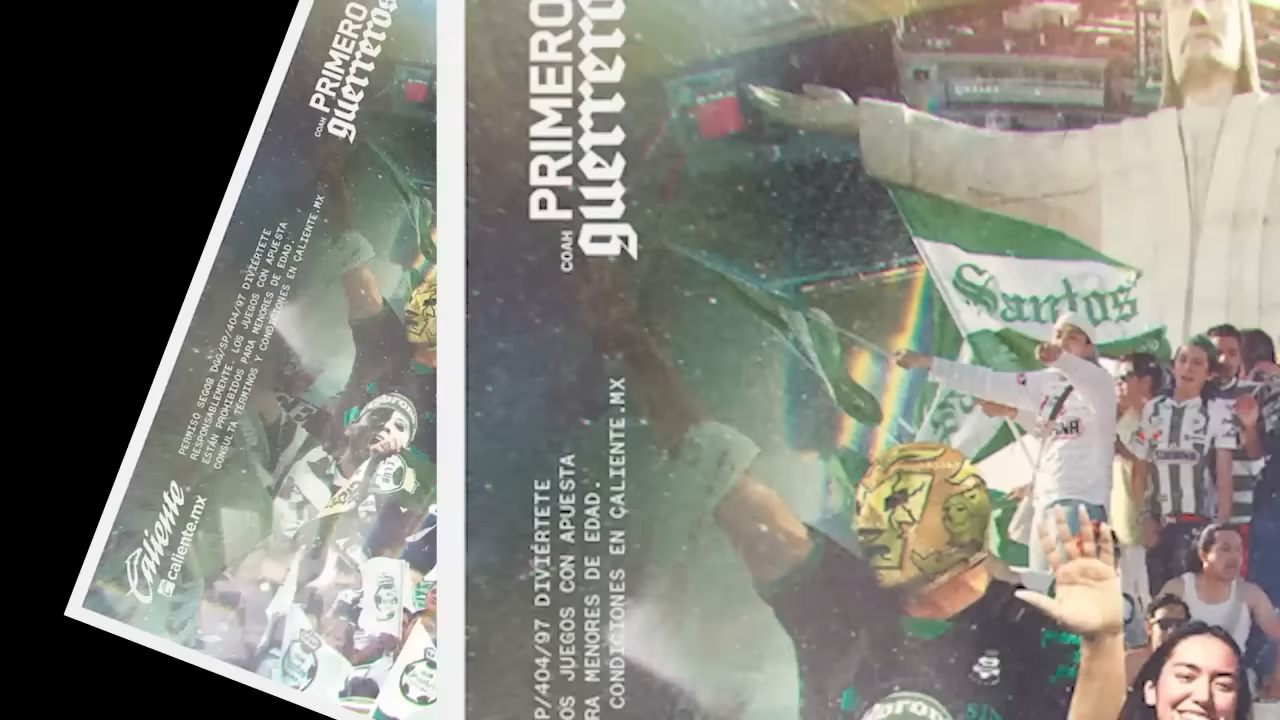 COAH PRIMERO
guerreros
PERMISO SEGOB DGG/SP/404/97 DIVIÉRTETE
RESPONSABLEMENTE. LOS JUEGOS CON APUESTA
ESTÁN PROHIBIDOS PARA MENORES DE EDAD.
CONSULTA TÉRMINOS Y CONDICIONES EN CALIENTE.MX
Caliente
@caliente.mx
COAH PRIMERO
guerrero
P/404/97 DIVIÉRTETE
OS JUEGOS CON APUESTA
RA MENORES DE EDAD.
CONDICIONES EN CALIENTE.MX
Santos